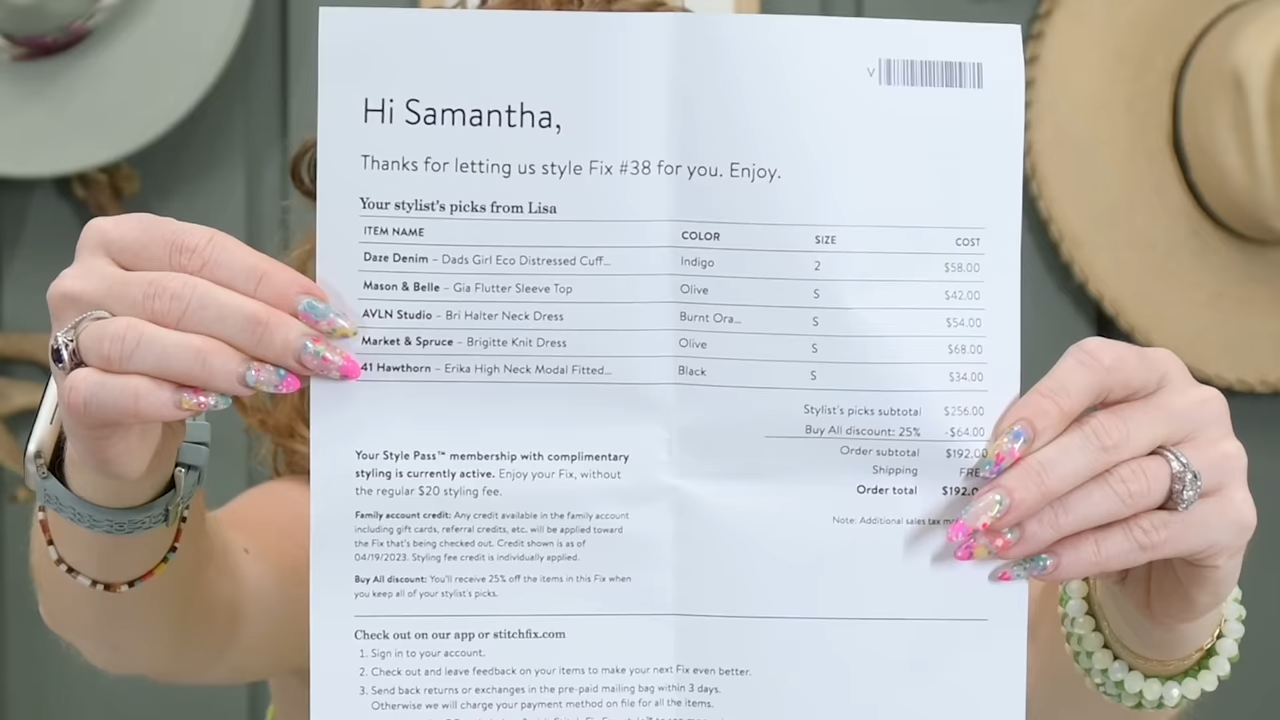 V
Hi Samantha,
Thanks for letting us style Fix #38 for you. Enjoy.
Your stylist's picks from Lisa
ITEM NAME COLOR SIZE COST
Daze Denim – Dads Girl Eco Distressed Cuff... Indigo 2 $58.00
Mason & Belle – Gia Flutter Sleeve Top Olive S $42.00
AVLN Studio – Bri Halter Neck Dress Burnt Ora... S $54.00
Market & Spruce – Brigitte Knit Dress Olive S $68.00
41 Hawthorn – Erika High Neck Modal Fitted... Black S $34.00
Stylist's picks subtotal $256.00
Buy All discount: 25% -$64.00
Order subtotal $192.00
Shipping FRE
Order total $192.0
Note: Additional sales tax
Your Style Pass™ membership with complimentary
styling is currently active. Enjoy your Fix, without
the regular $20 styling fee.
Family account credit: Any credit available in the family account
including gift cards, referral credits, etc. will be applied toward
the Fix that's being checked out. Credit shown is as of
04/19/2023. Styling fee credit is individually applied.
Buy All discount: You'll receive 25% off the items in this Fix when
you keep all of your stylist's picks.
Check out on our app or stitchfix.com
1. Sign in to your account.
2. Check out and leave feedback on your items to make your next Fix even better.
3. Send back returns or exchanges in the pre-paid mailing bag within 3 days.
Otherwise we will charge your payment method on file for all the items.